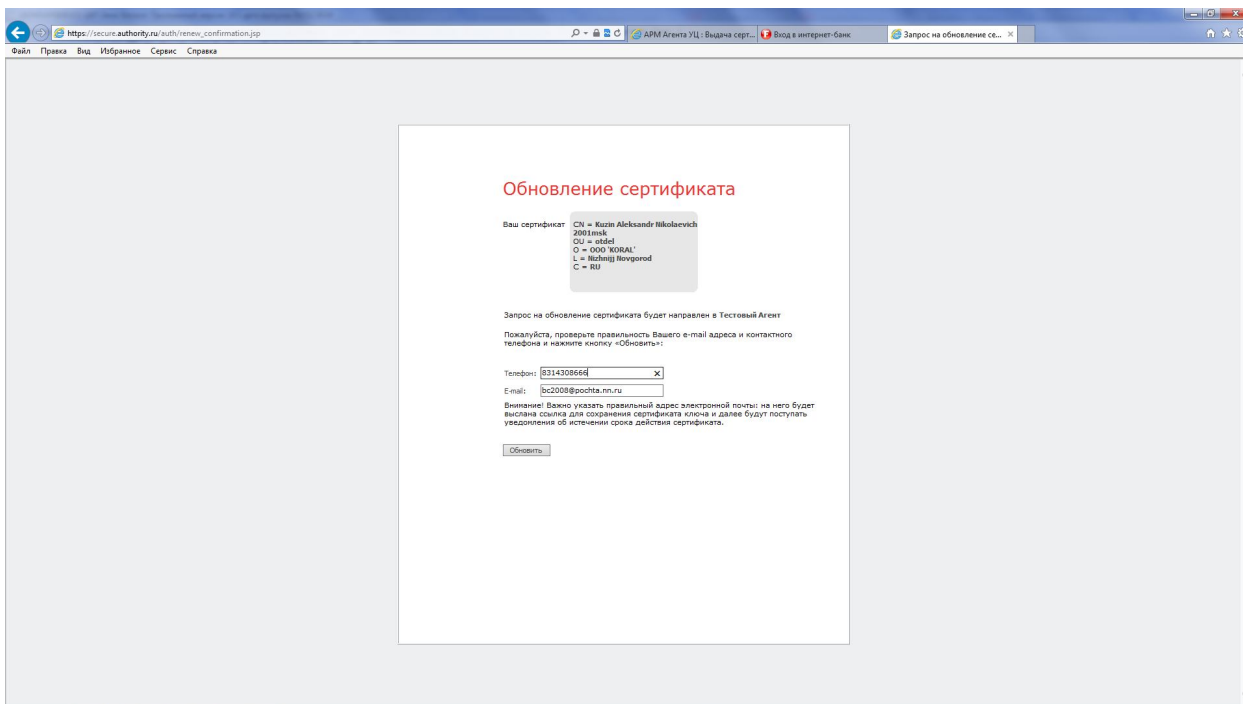 https://secure.authority.ru/auth/renew_confirmation.jsp
АРМ Агента УЦ : Выдача серт...
Вход в интернет-банк
Запрос на обновление се...
Файл Правка Вид Избранное Сервис Справка
Обновление сертификата
Ваш сертификат CN = Kuzin Aleksandr Nikolaevich
2001msk
OU = otdel
O = OOO 'KORAL'
L = Nizhnijj Novgorod
C = RU
Запрос на обновление сертификата будет направлен в Тестовый Агент
Пожалуйста, проверьте правильность Вашего e-mail адреса и контактного
телефона и нажмите кнопку «Обновить»:
Телефон: 8314308666
E-mail: bc2008@pochta.nn.ru
Внимание! Важно указать правильный адрес электронной почты: на него будет
выслана ссылка для сохранения сертификата ключа и далее будут поступать
уведомления об истечении срока действия сертификата.
Обновить